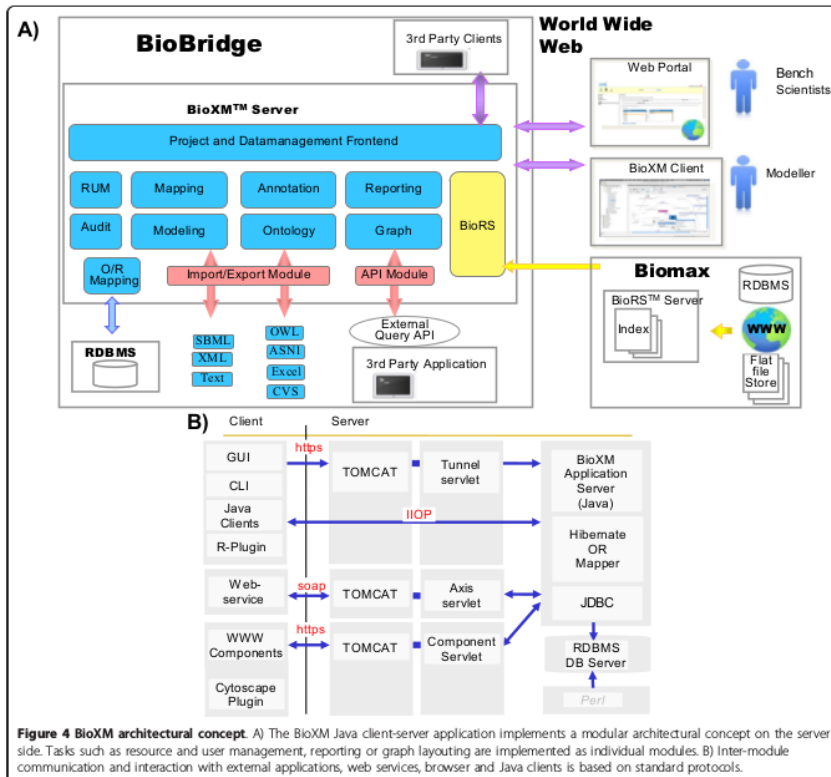 A)
BioBridge
3rd Party Clients
World Wide
Web
BioXM™ Server
Project and Datamanagement Frontend
RUM
Mapping
Annotation
Reporting
BioRS
Audit
Modeling
Ontology
Graph
O/R
Mapping
Import/Export Module
API Module
RDBMS
SBML
XML
Text
OWL
ASNI
Excel
CVS
External
Query API
3rd Party Application
Web Portal
Bench
Scientists
BioXM Client
Modeller
Biomax
RDBMS
BioRS™ Server
Index
WWW
Flat
file
Store
B)
Client
Server
https
GUI
CLI
Java
Clients
R-Plugin
TOMCAT
Tunnel
servlet
BioXM
Application
Server
(Java)
IIOP
Hibernate
OR
Mapper
Web-
service
soap
TOMCAT
Axis
servlet
JDBC
https
WWW
Components
TOMCAT
Component
Servlet
RDBMS
DB Server
Cytoscape
Plugin
Perl
Figure 4 BioXM architectural concept. A) The BioXM Java client-server application implements a modular architectural concept on the server
side. Tasks such as resource and user management, reporting or graph layouting are implemented as individual modules. B) Inter-module
communication and interaction with external applications, web services, browser and Java clients is based on standard protocols.